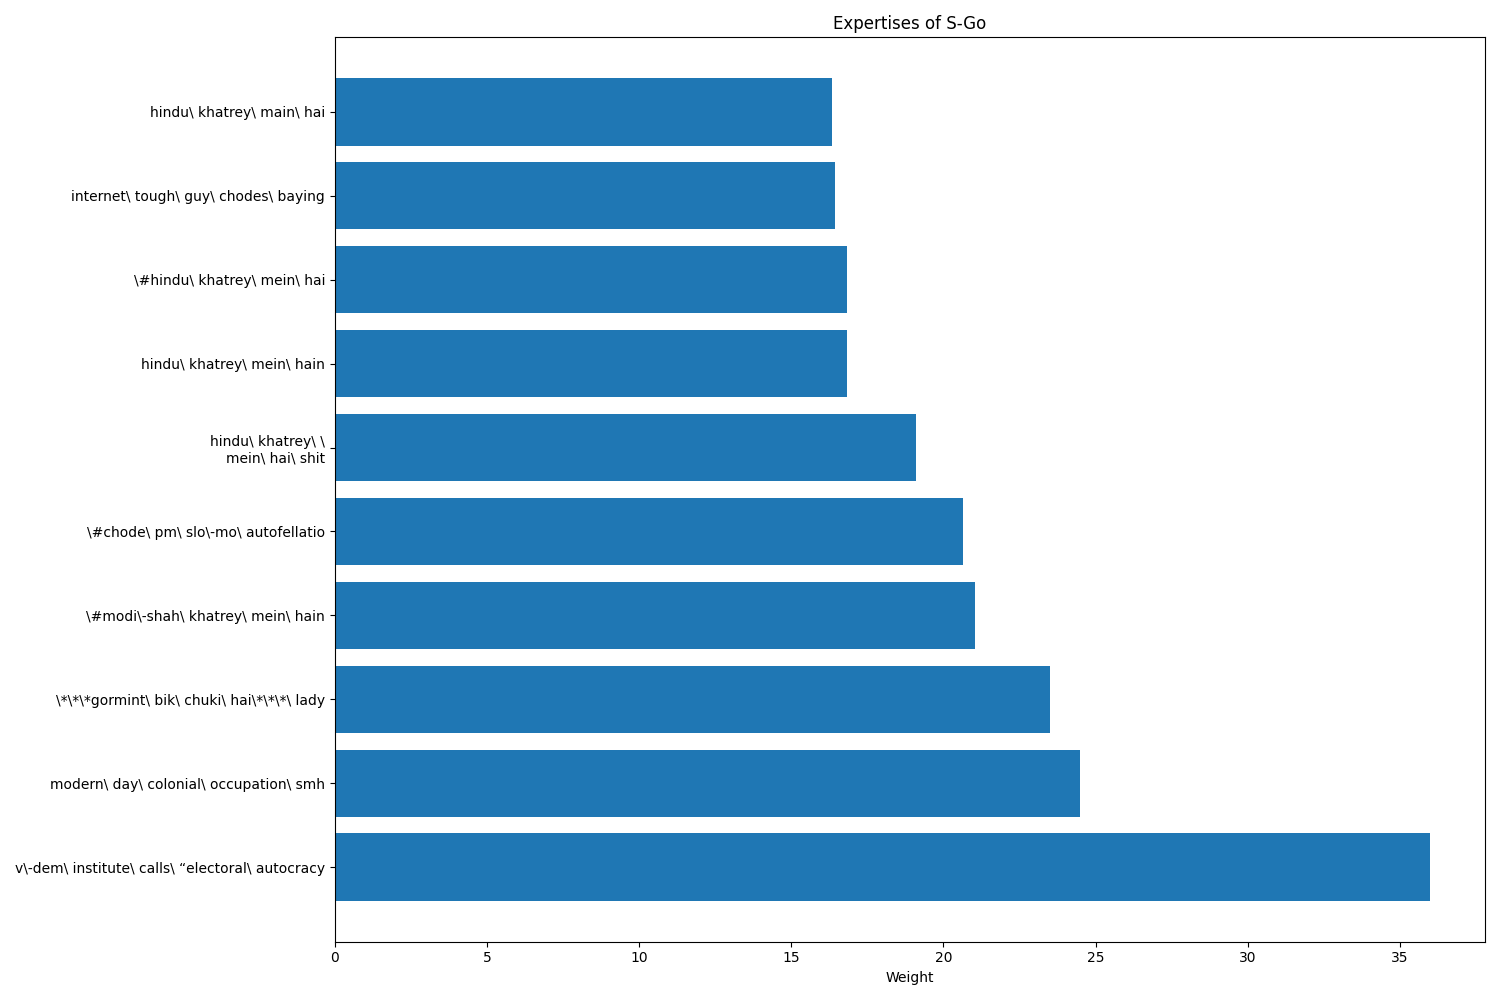 Expertises of S-Go
hindu\ khatrey\ main\ hai
internet\ tough\ guy\ chodes\ baying
\#hindu\ khatrey\ mein\ hai
hindu\ khatrey\ mein\ hain
hindu\ khatrey\ \
mein\ hai\ shit
\#chode\ pm\ slo\-mo\ autofellatio
\#modi\-shah\ khatrey\ mein\ hain
\*\*\*gormint\ bik\ chuki\ hai\*\*\*\ lady
modern\ day\ colonial\ occupation\ smh
v\-dem\ institute\ calls\ “electoral\ autocracy
0 5 10 15 20 25 30 35
Weight